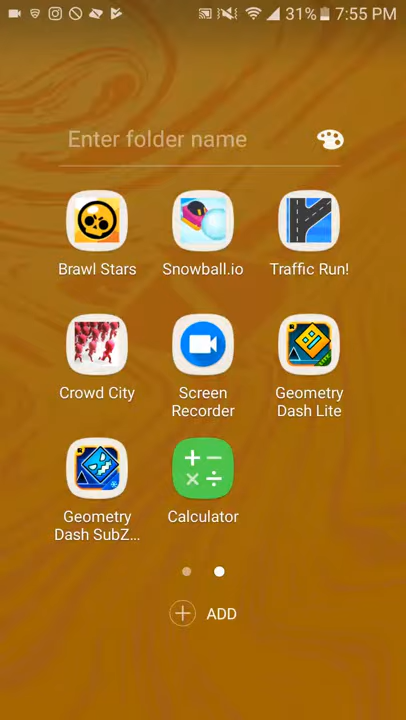 31% 7:55 PM
Enter folder name
Brawl Stars Snowball.io Traffic Run!
Crowd City Screen Recorder Geometry Dash Lite
Geometry Dash SubZ... Calculator
ADD